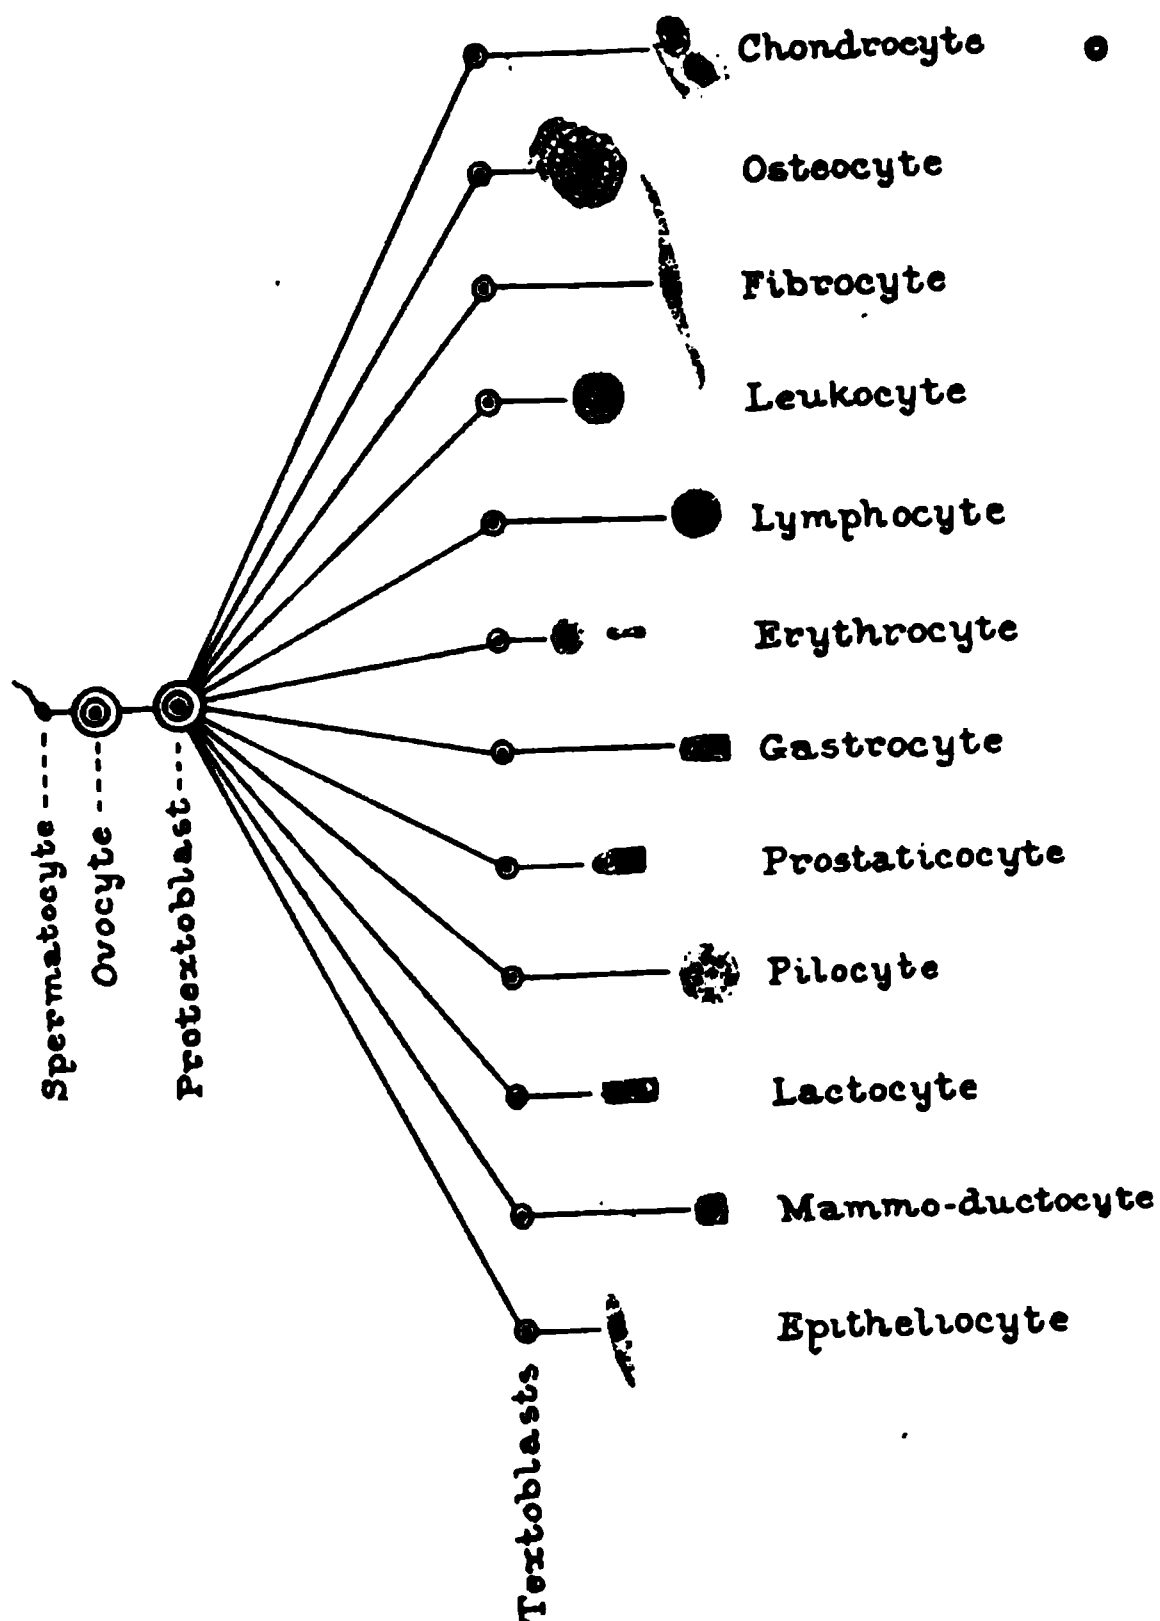 Chondrocyte
Osteocyte
Fibrocyte
Leukocyte
Lymphocyte
Erythrocyte
Gastrocyte
Prostaticocyte
Pilocyte
Lactocyte
Mammo-ductocyte
Epitheliocyte
Spermatocyte
Ovocyte
Protextoblast
Textoblasts